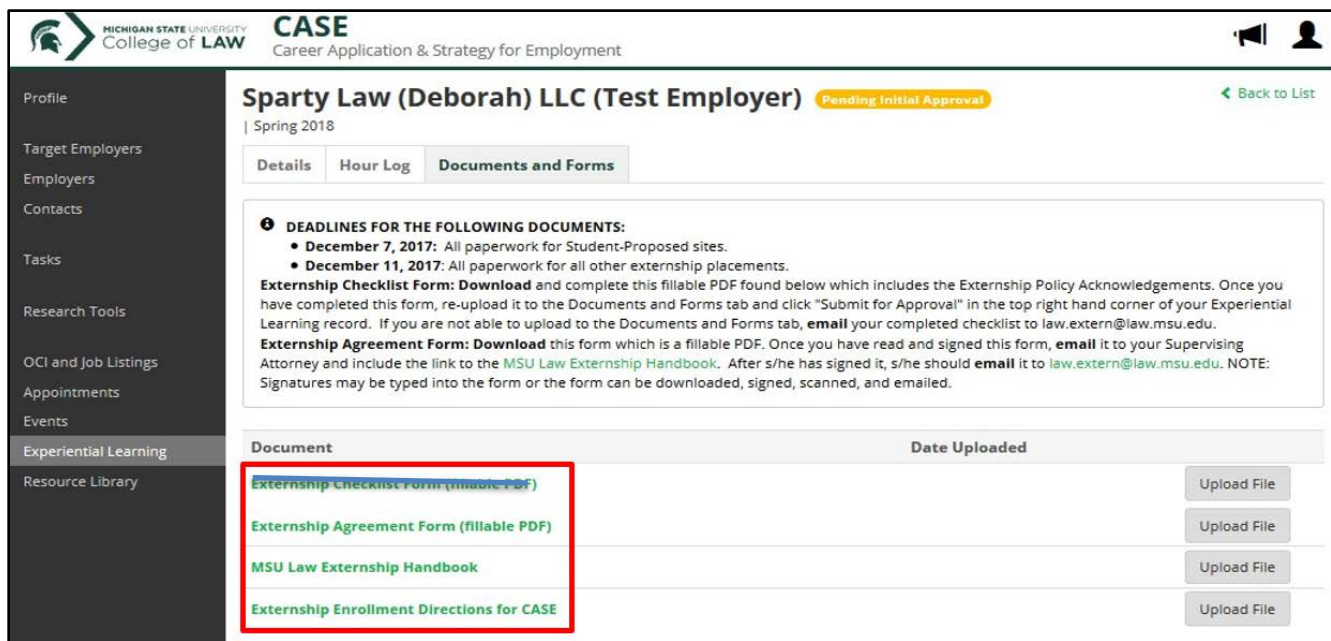 MICHIGAN STATE UNIVERSITY
College of LAW
CASE
Career Application & Strategy for Employment
Profile
Target Employers
Employers
Contacts
Tasks
Research Tools
OCI and Job Listings
Appointments
Events
Experiential Learning
Resource Library
Sparty Law (Deborah) LLC (Test Employer) Pending Initial Approval
Back to List
| Spring 2018
Details Hour Log Documents and Forms
DEADLINES FOR THE FOLLOWING DOCUMENTS:
• December 7, 2017: All paperwork for Student-Proposed sites.
• December 11, 2017: All paperwork for all other externship placements.
Externship Checklist Form: Download and complete this fillable PDF found below which includes the Externship Policy Acknowledgements. Once you
have completed this form, re-upload it to the Documents and Forms tab and click "Submit for Approval" in the top right hand corner of your Experiential
Learning record. If you are not able to upload to the Documents and Forms tab, email your completed checklist to law.extern@law.msu.edu.
Externship Agreement Form: Download this form which is a fillable PDF. Once you have read and signed this form, email it to your Supervising
Attorney and include the link to the MSU Law Externship Handbook. After s/he has signed it, s/he should email it to law.extern@law.msu.edu. NOTE:
Signatures may be typed into the form or the form can be downloaded, signed, scanned, and emailed.
Document Date Uploaded
Externship Checklist Form (fillable PDF) Upload File
Externship Agreement Form (fillable PDF) Upload File
MSU Law Externship Handbook Upload File
Externship Enrollment Directions for CASE Upload File